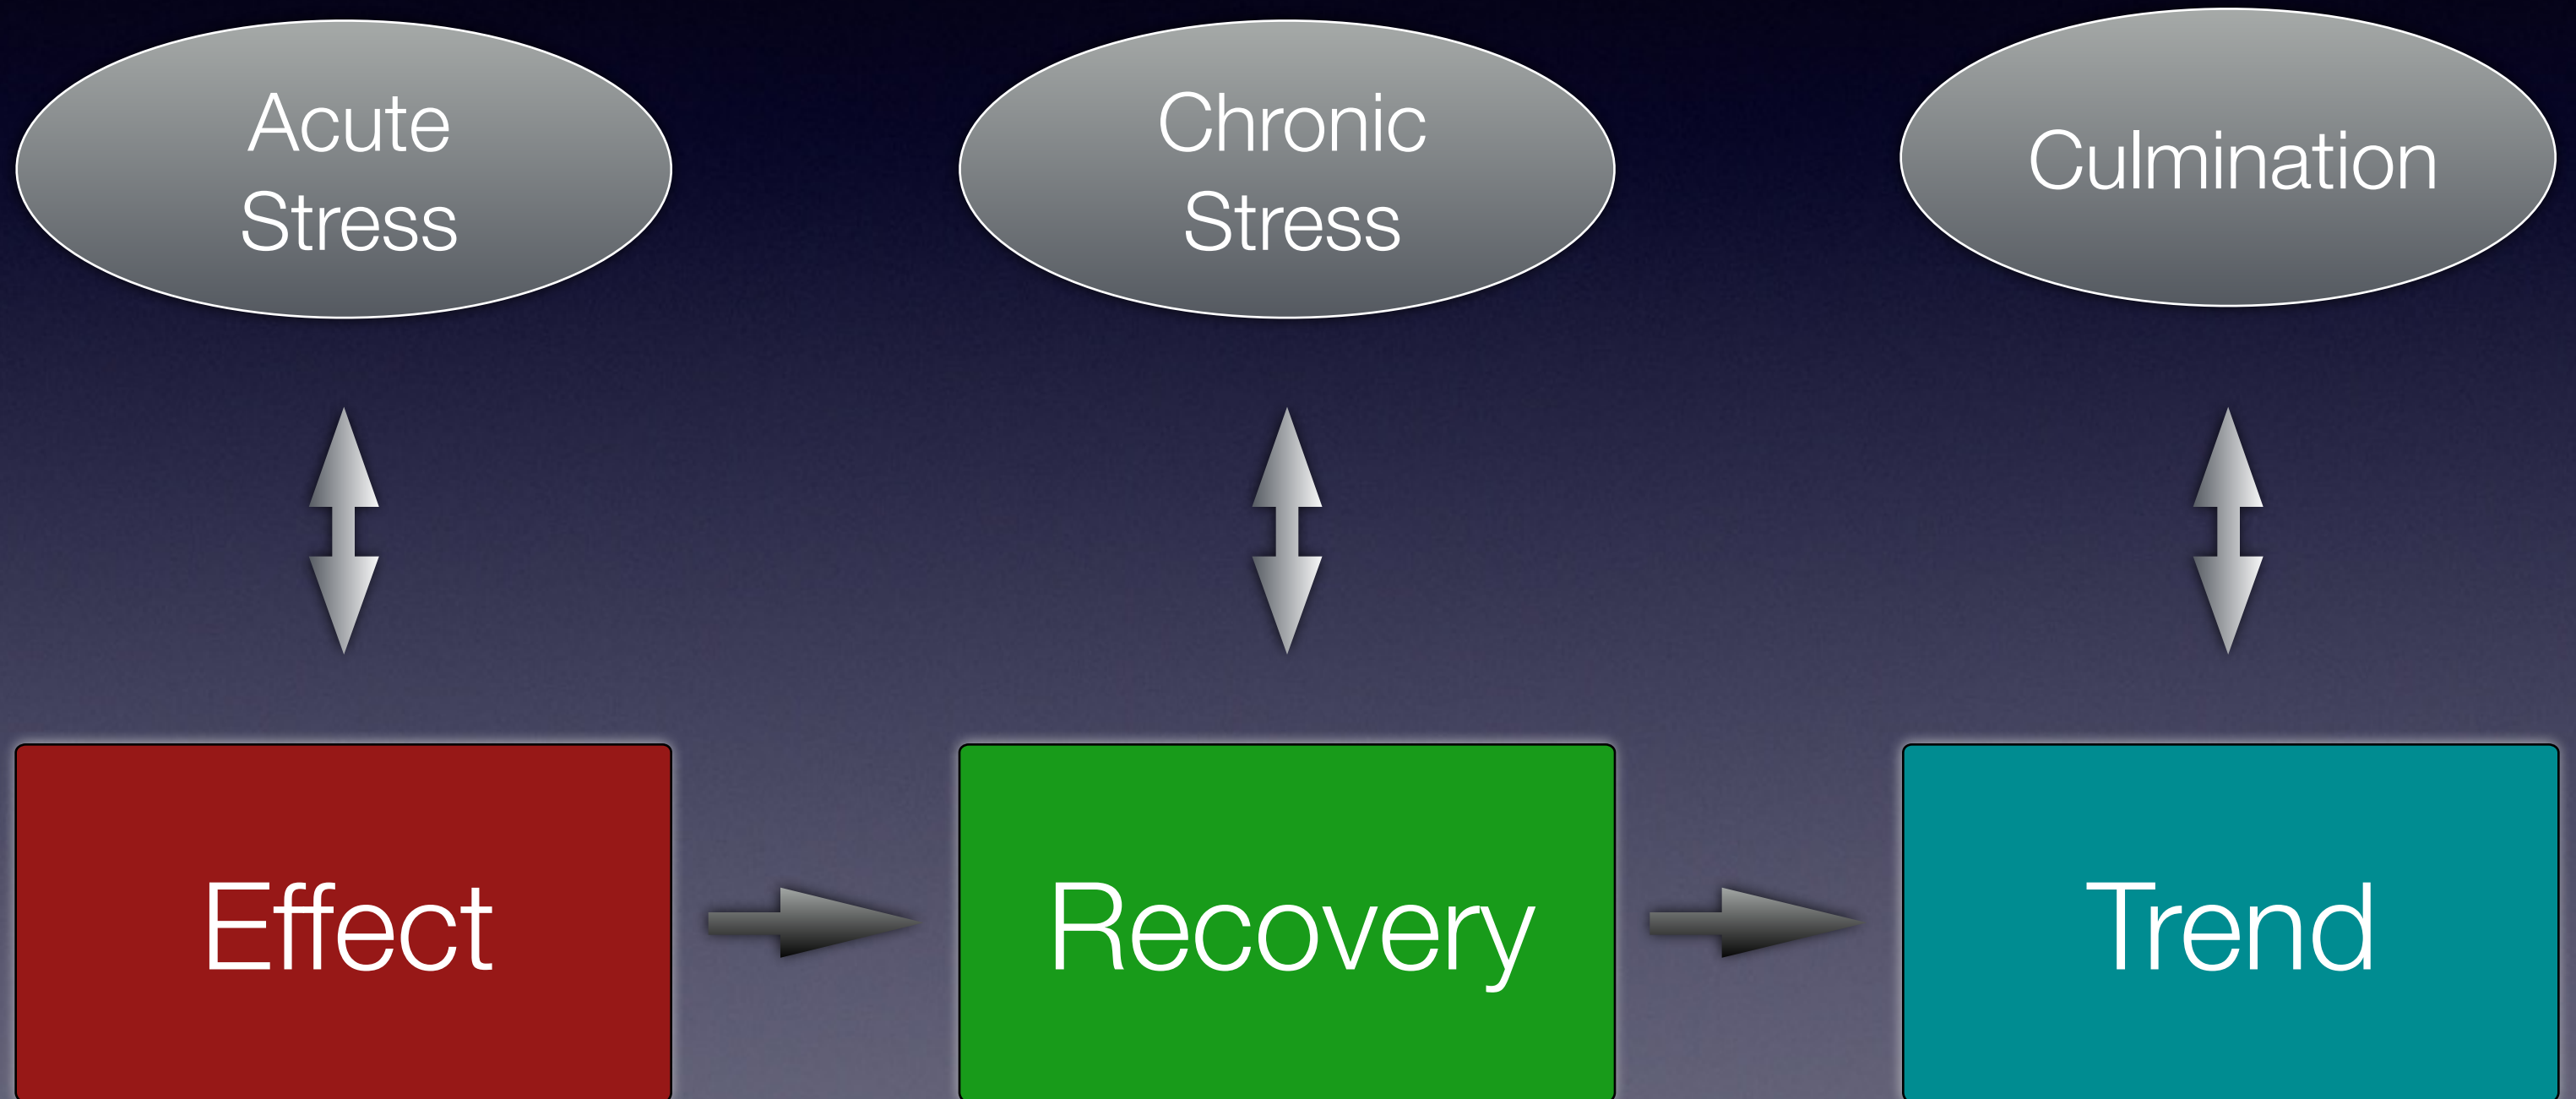 Acute
Stress
Chronic
Stress
Culmination
Effect
Recovery
Trend